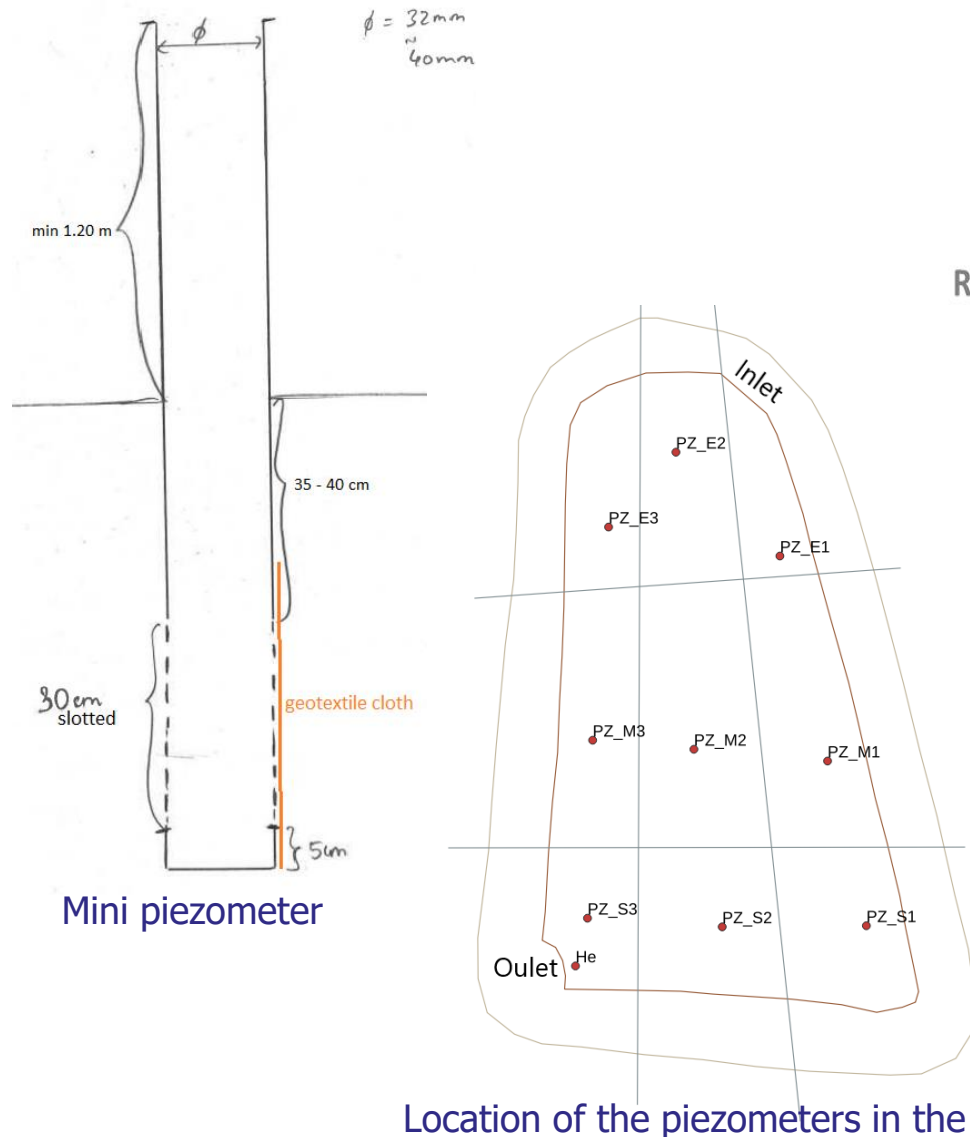 ϕ
ϕ = 32mm
~
40mm
min 1.20 m
35 - 40 cm
30cm
slotted
geotextile cloth
5cm
Mini piezometer
R
Inlet
PZ_E2
PZ_E3
PZ_E1
PZ_M3
PZ_M2
PZ_M1
PZ_S3
PZ_S2
PZ_S1
He
Oulet
Location of the piezometers in the